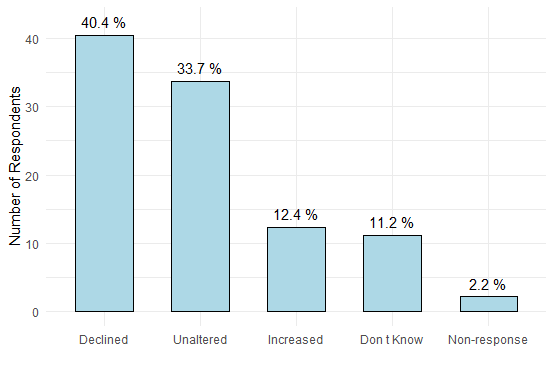 40.4 %
33.7 %
12.4 %
11.2 %
2.2 %
Number of Respondents
40
30
20
10
0
Declined
Unaltered
Increased
Don t Know
Non-response